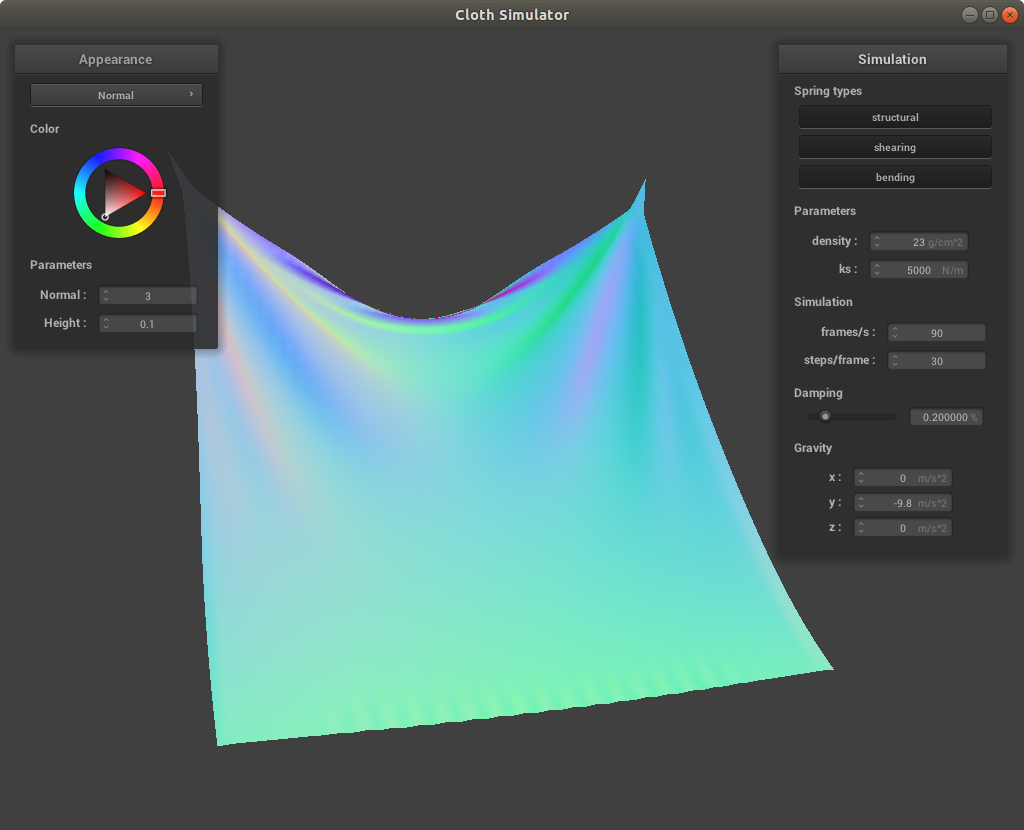 Cloth Simulator
Appearance
Normal
Color
Parameters
Normal : 3
Height : 0.1
Simulation
Spring types
structural
shearing
bending
Parameters
density : 23 g/cm^2
ks : 5000 N/m
Simulation
frames/s : 90
steps/frame : 30
Damping
0.200000 %
Gravity
x : 0 m/s^2
y : -9.8 m/s^2
z : 0 m/s^2